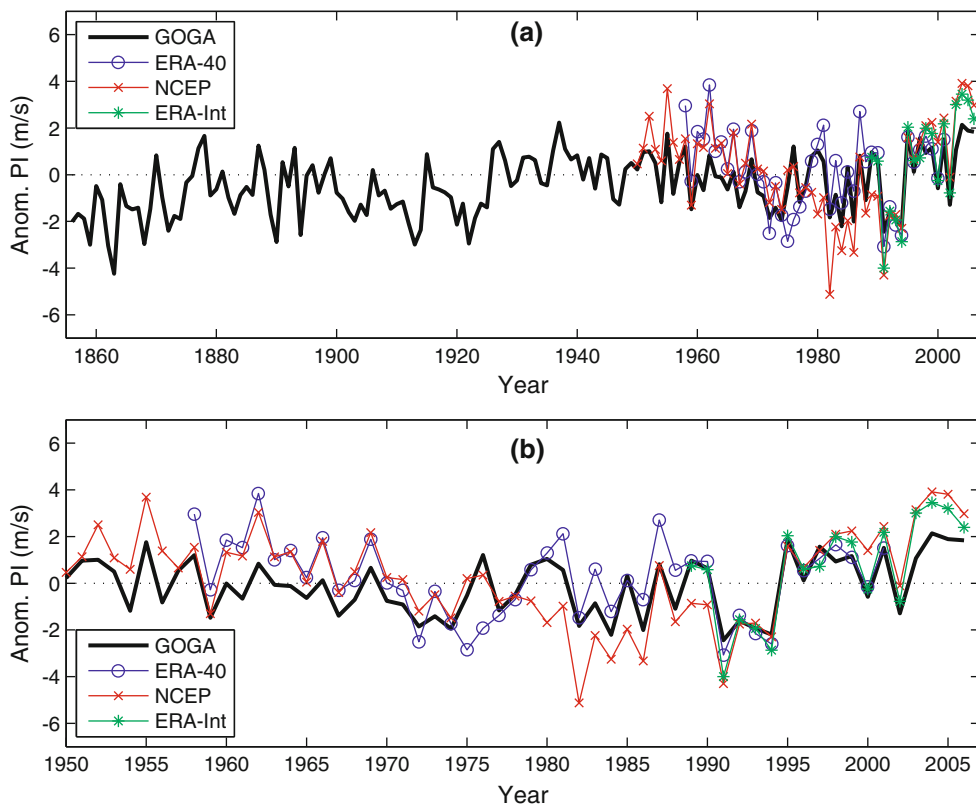 (a)
GOGA
ERA-40
NCEP
ERA-Int
6
4
2
0
-2
-4
-6
Anom. PI (m/s)
1860
1880
1900
1920
1940
1960
1980
2000
Year
(b)
6
4
2
0
-2
-4
-6
Anom. PI (m/s)
GOGA
ERA-40
NCEP
ERA-Int
1950
1955
1960
1965
1970
1975
1980
1985
1990
1995
2000
2005
Year